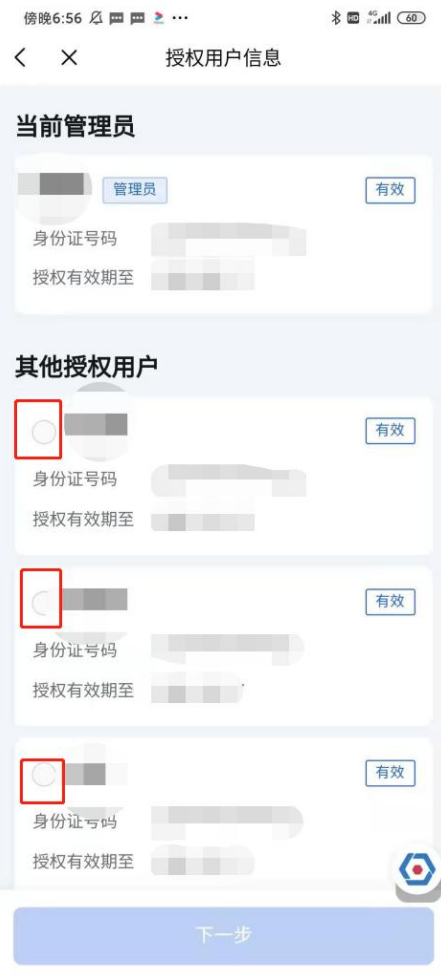 傍晚6:56 HD 4G 60
授权用户信息
当前管理员
管理员 有效
身份证号码
授权有效期至
其他授权用户
有效
身份证号码
授权有效期至
有效
身份证号码
授权有效期至
有效
身份证号码
授权有效期至
下一步